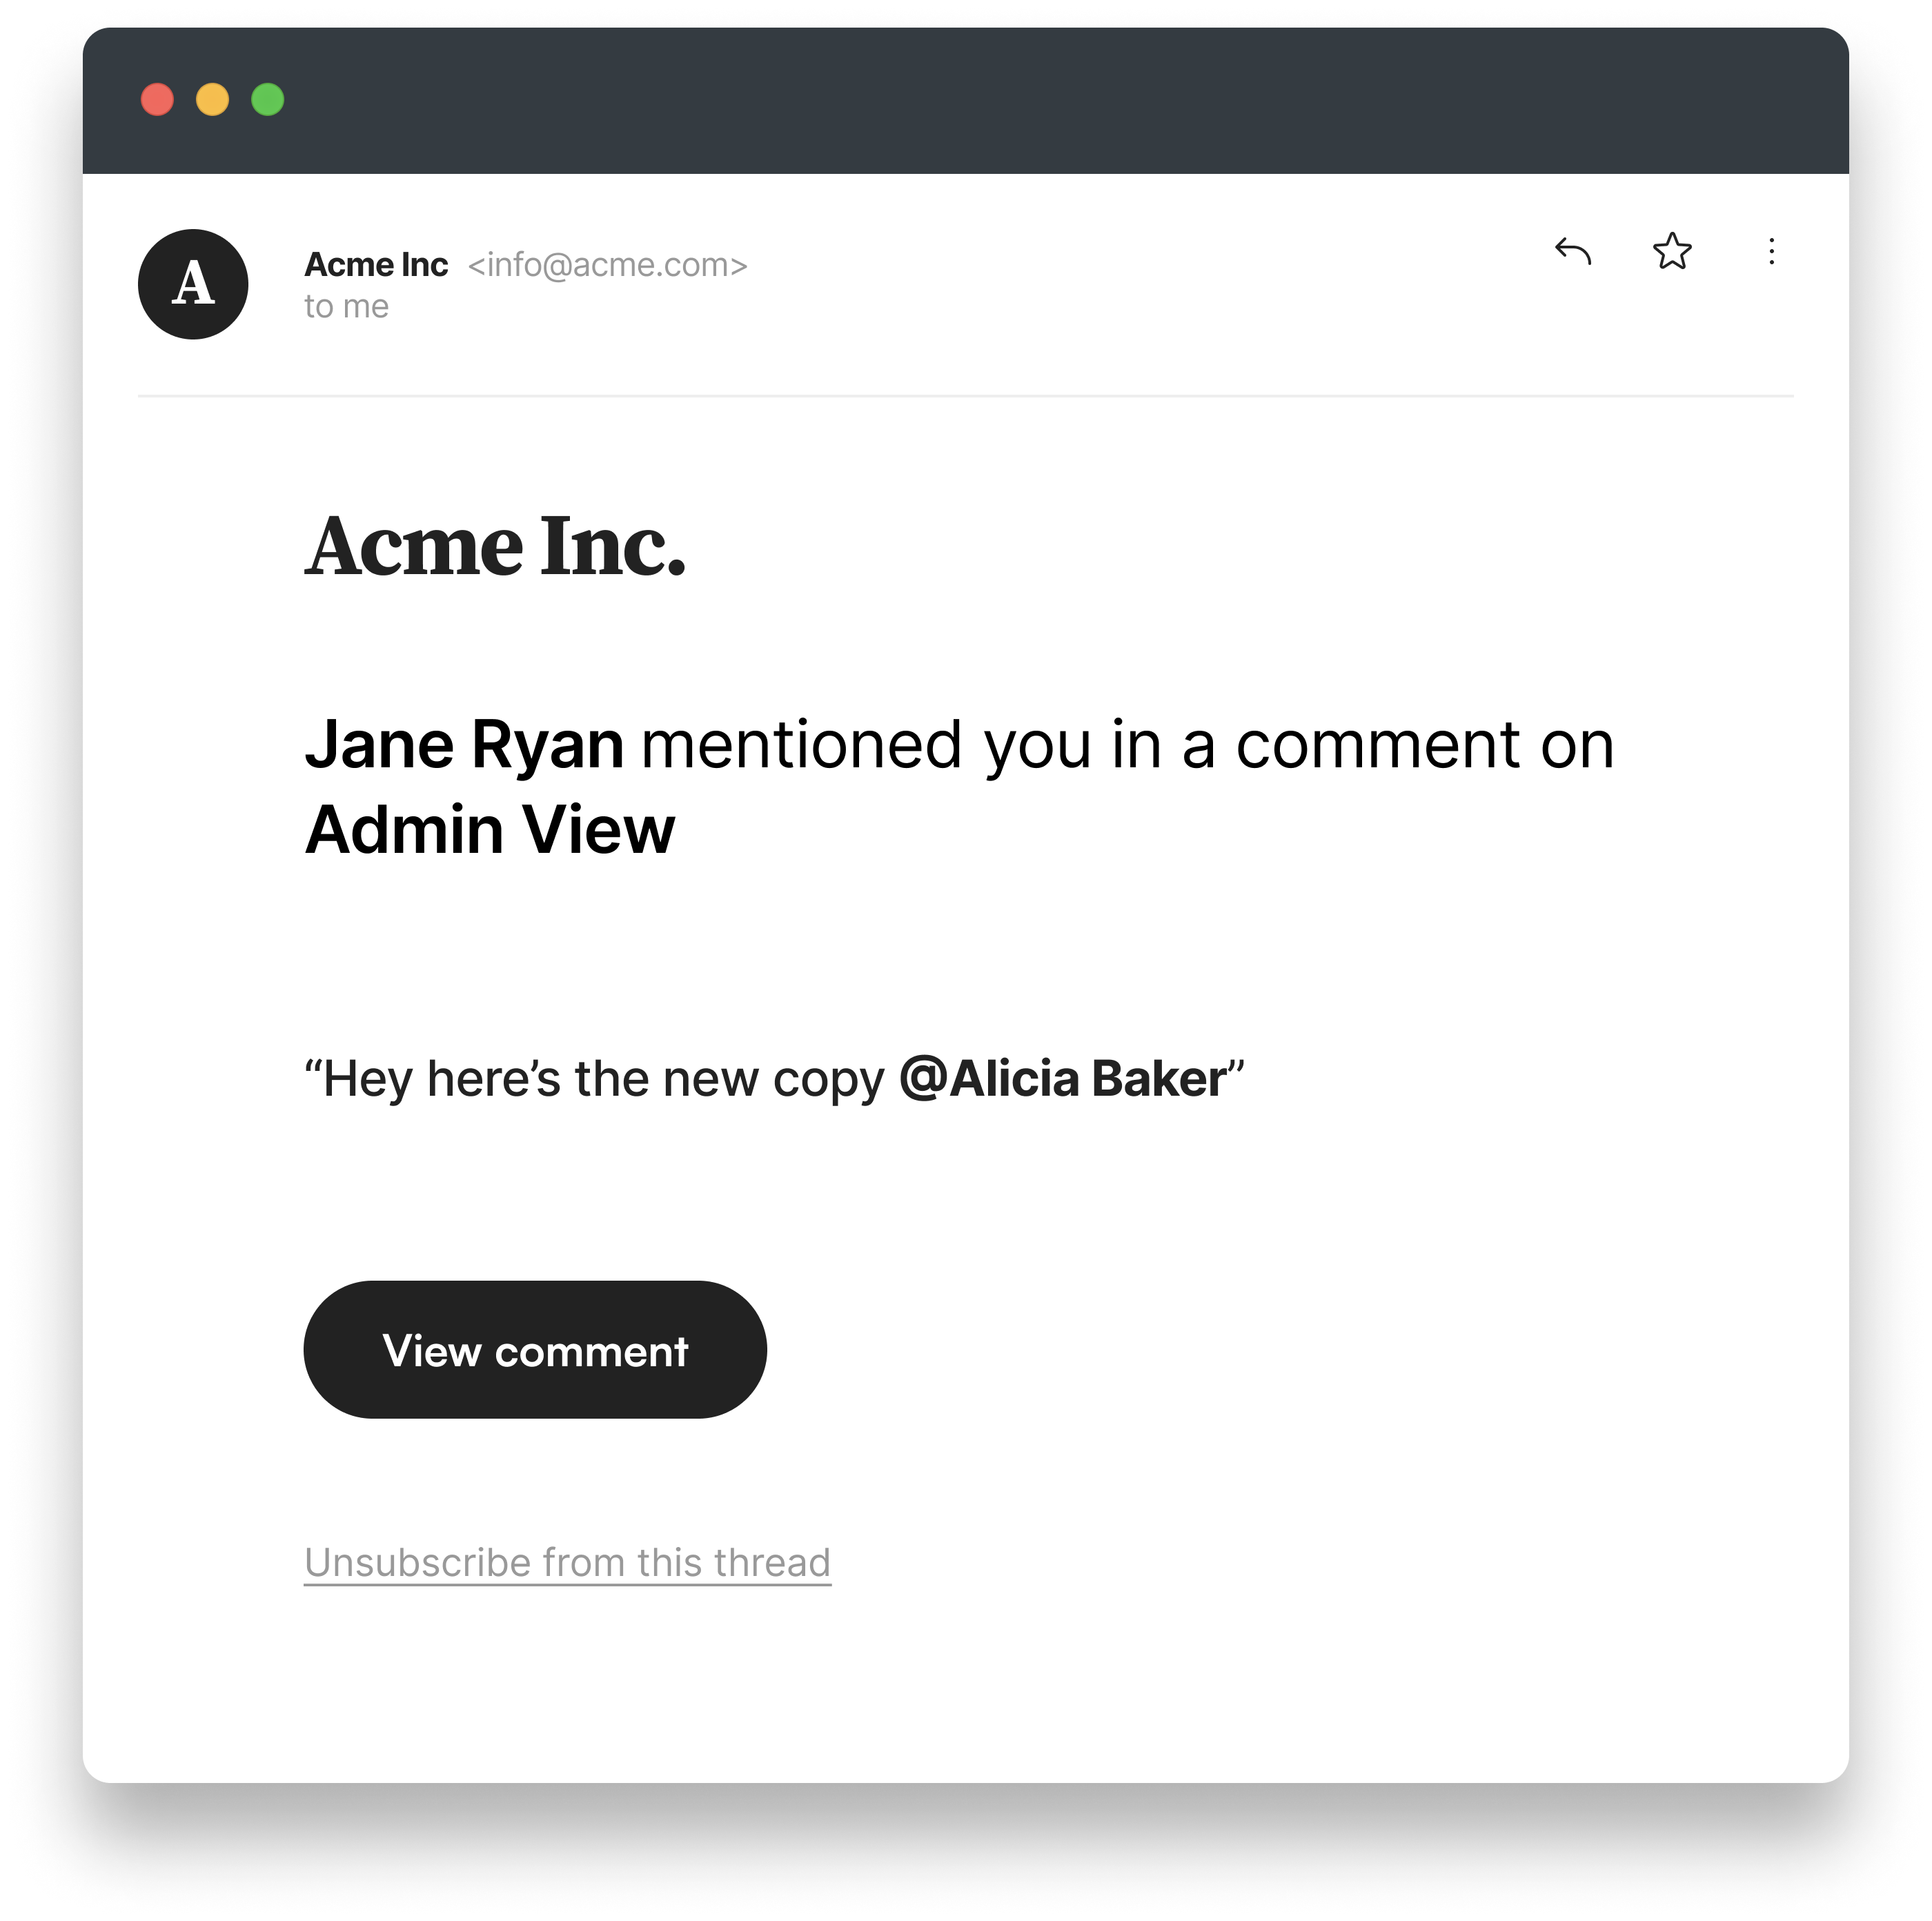 A
Acme Inc <info@acme.com>
to me
Acme Inc.
Jane Ryan mentioned you in a comment on
Admin View
“Hey here’s the new copy @Alicia Baker”
View comment
Unsubscribe from this thread